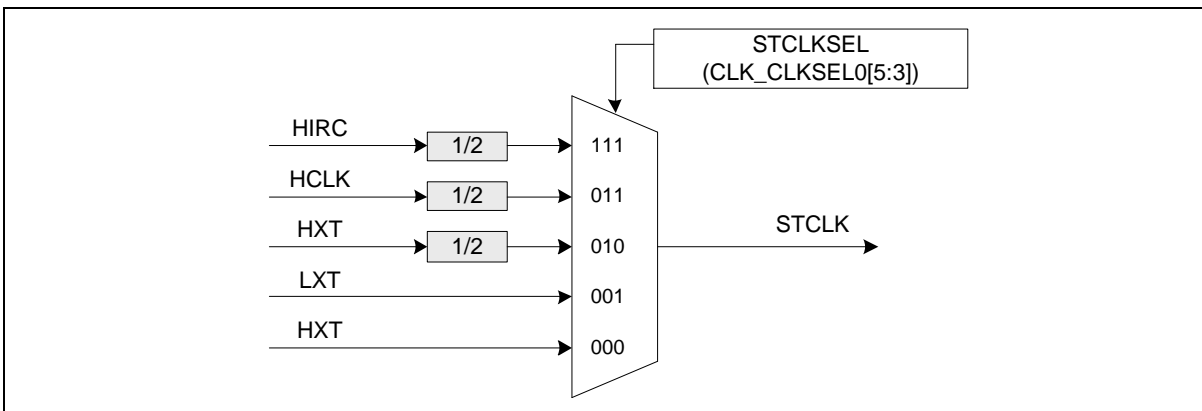 STCLKSEL
(CLK_CLKSEL0[5:3])
HIRC 1/2 111
HCLK 1/2 011
HXT 1/2 010
STCLK
LXT 001
HXT 000